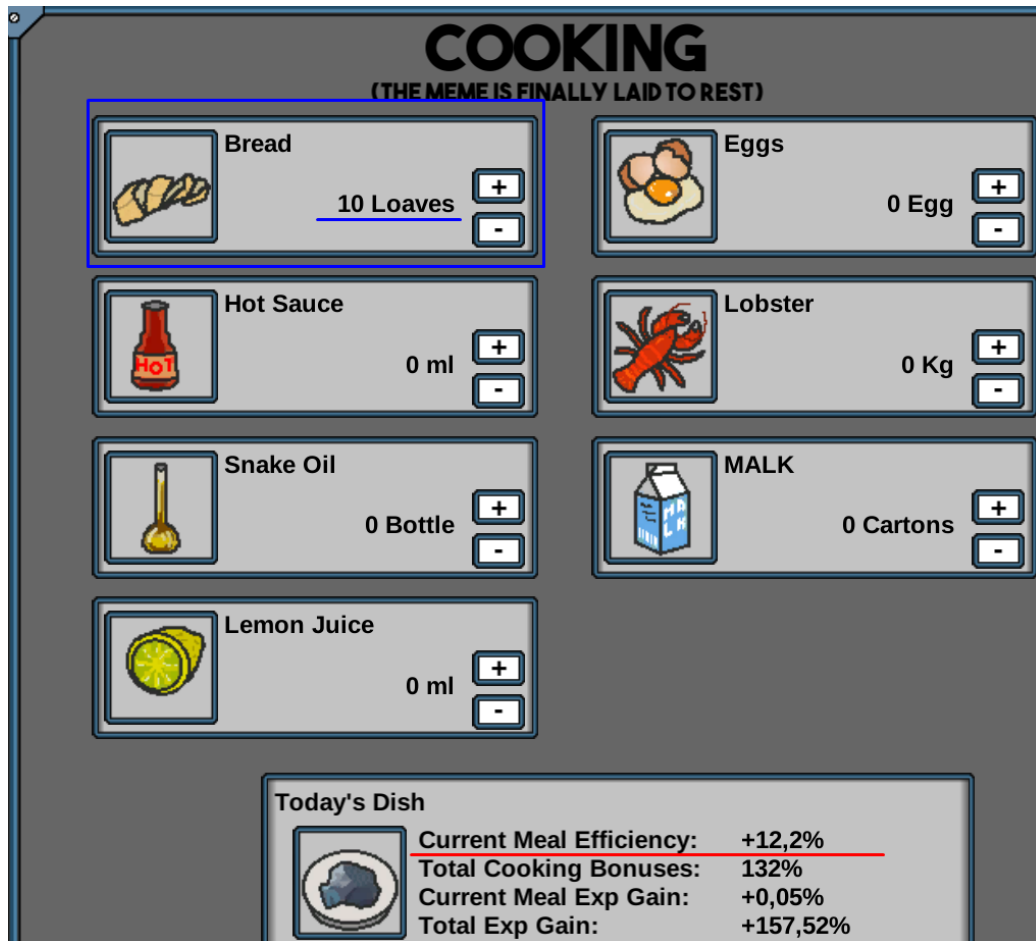 COOKING
(THE MEME IS FINALLY LAID TO REST)
Bread
10 Loaves
+
-
Eggs
0 Egg
+
-
Hot Sauce
HOT
0 ml
+
-
Lobster
0 Kg
+
-
Snake Oil
0 Bottle
+
-
MALK
MA
LK
0 Cartons
+
-
Lemon Juice
0 ml
+
-
Today's Dish
Current Meal Efficiency: +12,2%
Total Cooking Bonuses: 132%
Current Meal Exp Gain: +0,05%
Total Exp Gain: +157,52%